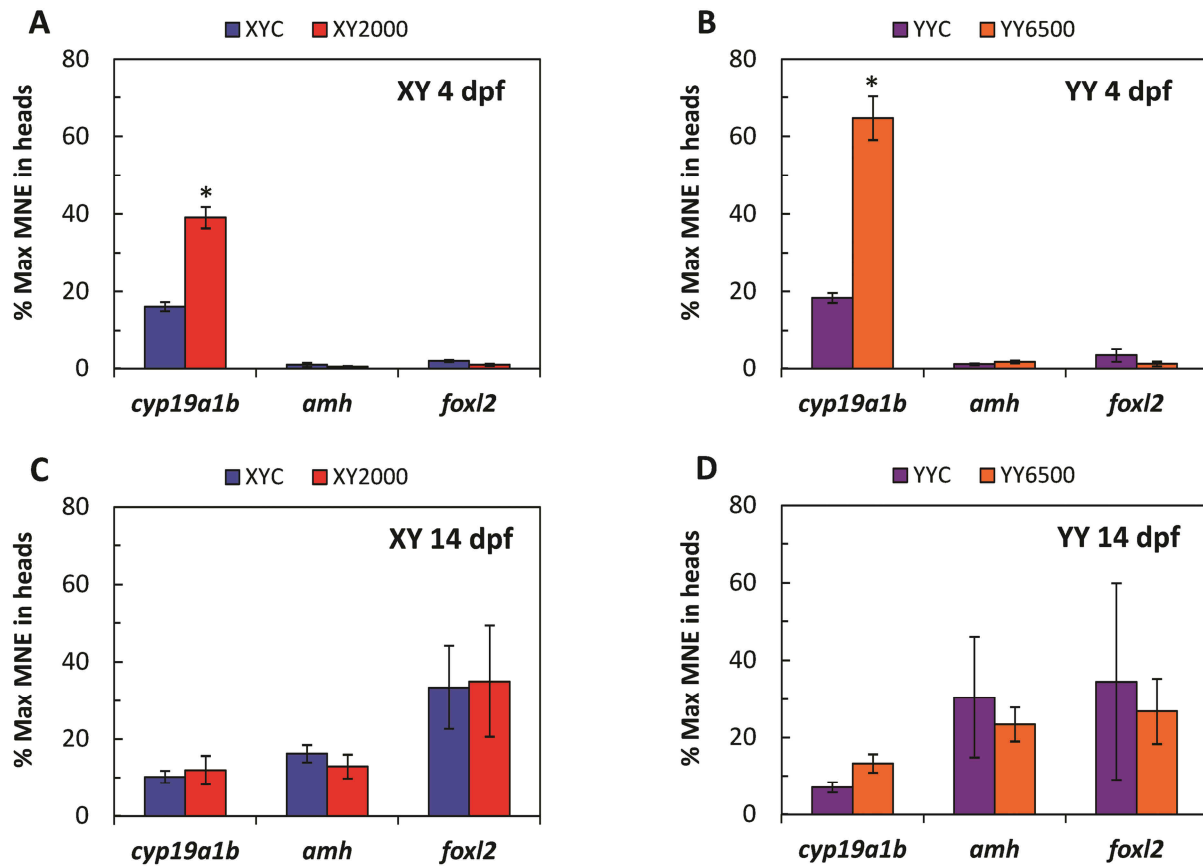 A
XYC XY2000
% Max MNE in heads
80
60
40
20
0
XY 4 dpf
*
cyp19a1b amh foxl2
B
YYC YY6500
% Max MNE in heads
80
60
40
20
0
YY 4 dpf
*
cyp19a1b amh foxl2
C
XYC XY2000
% Max MNE in heads
80
60
40
20
0
XY 14 dpf
cyp19a1b amh foxl2
D
YYC YY6500
% Max MNE in heads
80
60
40
20
0
YY 14 dpf
cyp19a1b amh foxl2